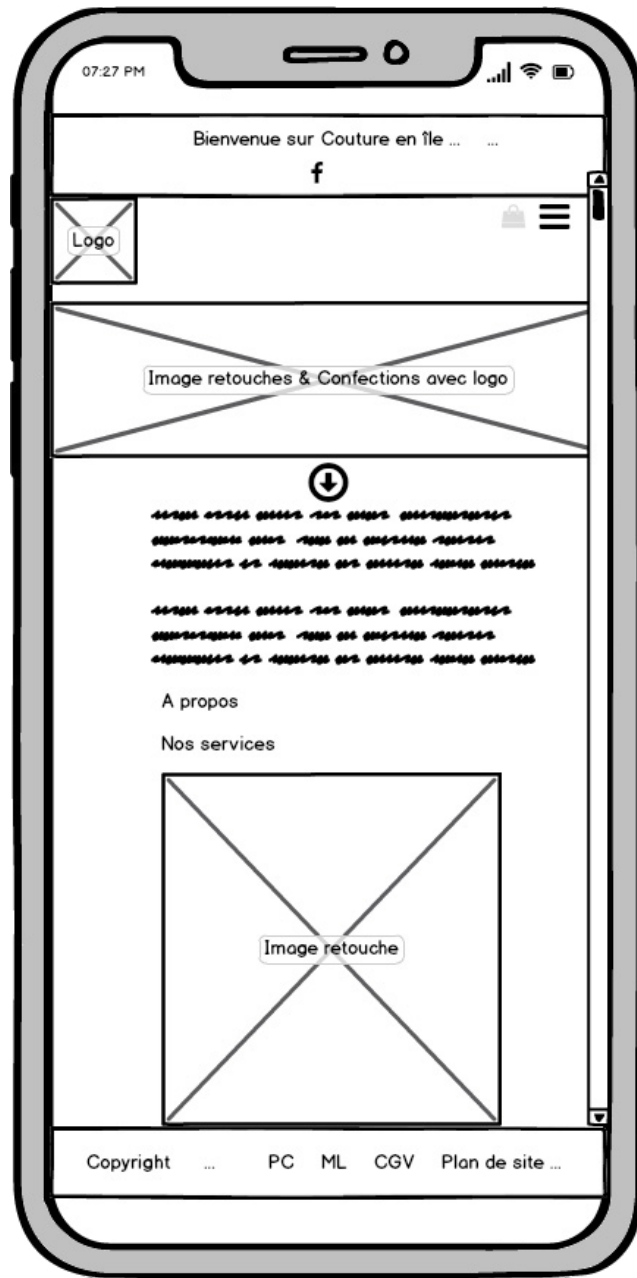 07:27 PM
Bienvenue sur Couture en île ... ...
f
Logo
Image retouches & Confections avec logo
A propos
Nos services
Image retouche
Copyright ... PC ML CGV Plan de site ...